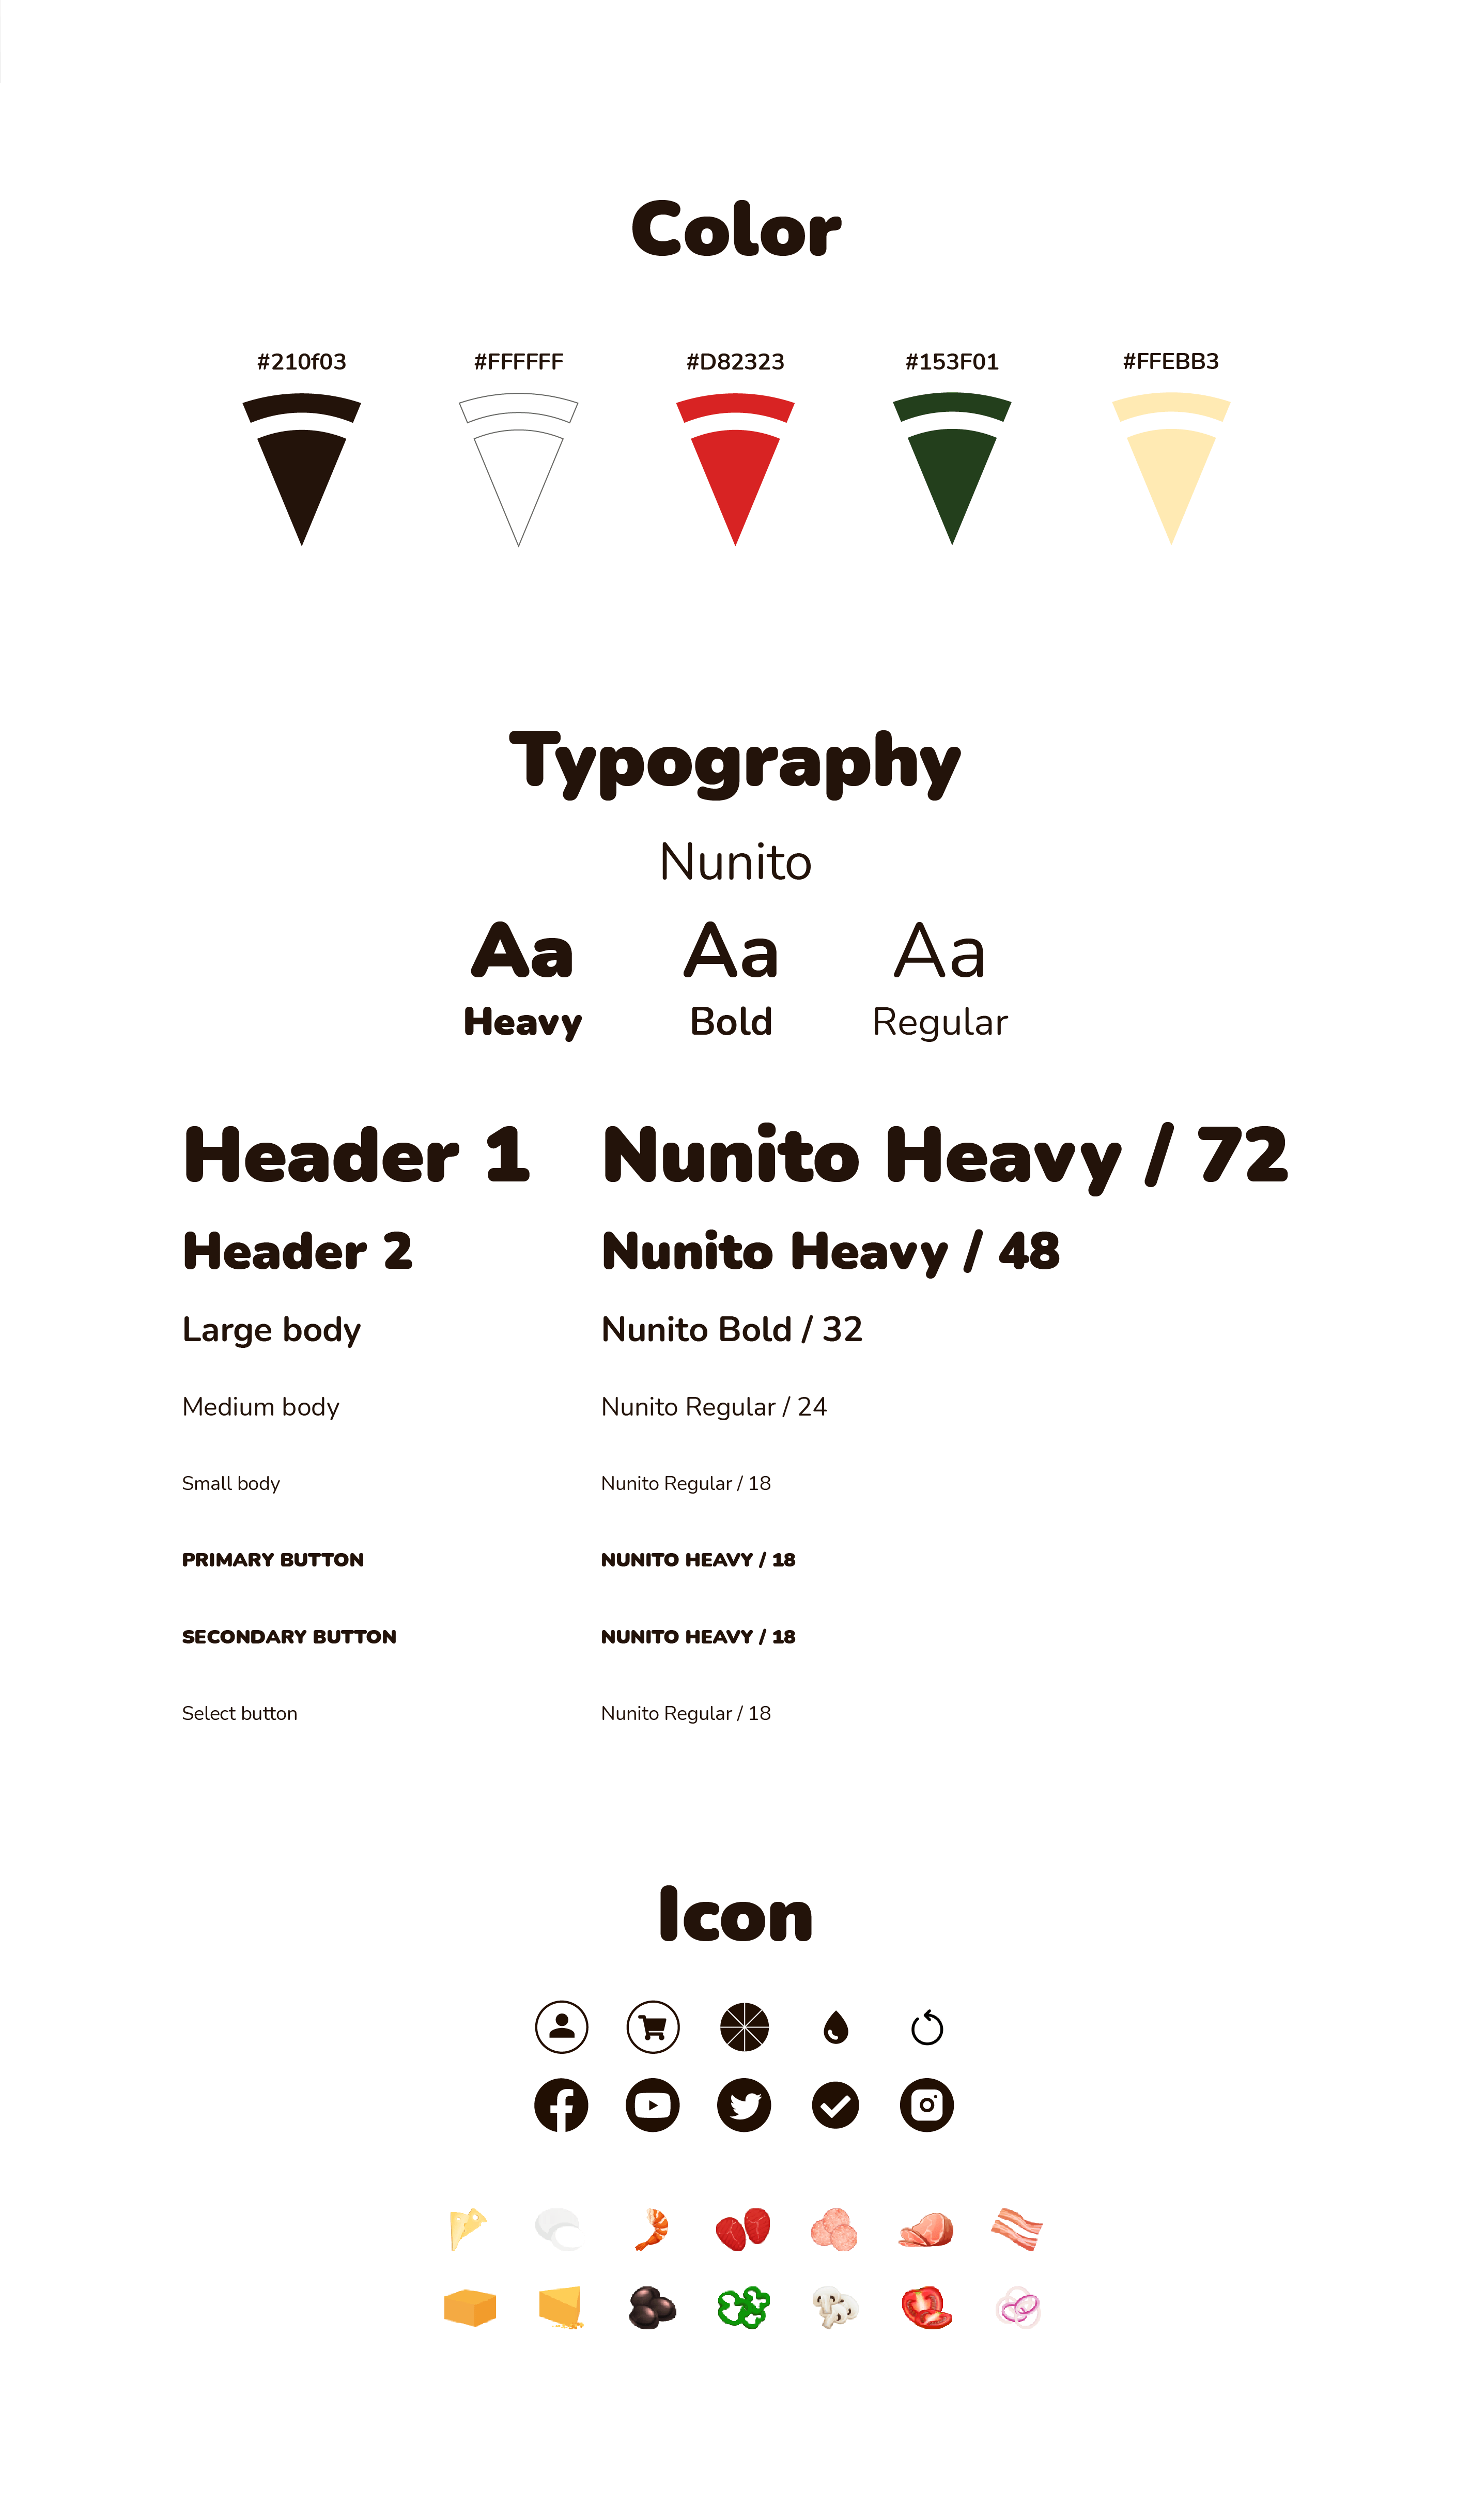 Color
#210f03 #FFFFFF #D82323 #153F01 #FFEBB3
Typography
Nunito
Aa Aa Aa
Heavy Bold Regular
Header 1 Nunito Heavy / 72
Header 2 Nunito Heavy / 48
Large body Nunito Bold / 32
Medium body Nunito Regular / 24
Small body Nunito Regular / 18
PRIMARY BUTTON NUNITO HEAVY / 18
SECONDARY BUTTON NUNITO HEAVY / 18
Select button Nunito Regular / 18
Icon